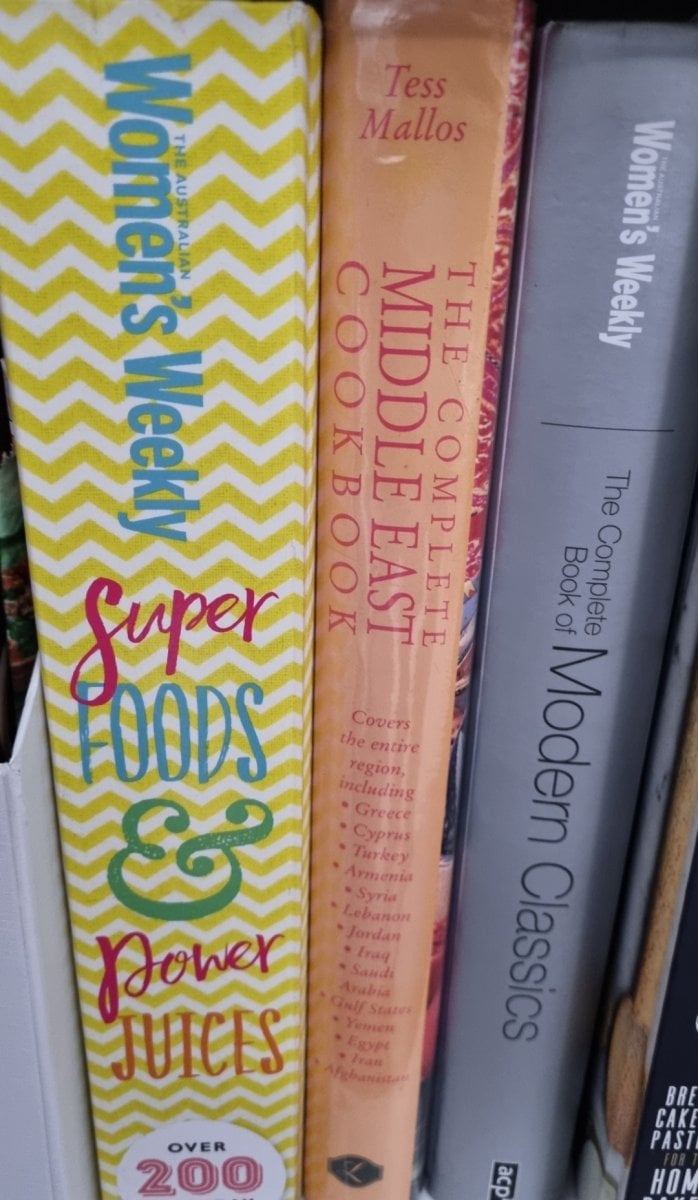 THE AUSTRALIAN
Women's Weekly
Super
FOODS
&
power
JUICES
OVER
200
Tess
Mallos
THE COMPLETE
MIDDLE EAST
COOKBOOK
Covers
the entire
region,
including
• Greece
• Cyprus
• Turkey
• Armenia
• Syria
• Lebanon
• Jordan
• Iraq
• Saudi
Arabia
• Gulf States
• Yemen
• Egypt
• Iran
• Afghanistan
K
THE AUSTRALIAN
Women's Weekly
The Complete
Book of Modern Classics
acp
BRE
CAKE
PAST
FOR T
HOM